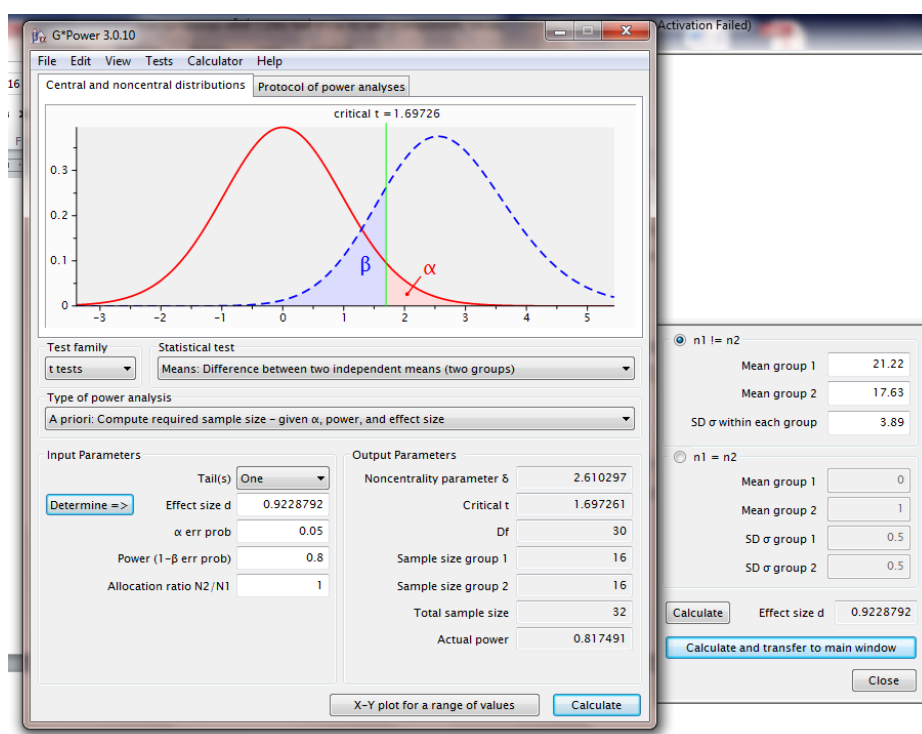 Activation Failed)
G*Power 3.0.10
File Edit View Tests Calculator Help
16
Central and noncentral distributions Protocol of power analyses
critical t = 1.69726
0.3
0.2
0.1
0
β
α
-3 -2 -1 0 1 2 3 4 5
Test family Statistical test
t tests Means: Difference between two independent means (two groups)
Type of power analysis
A priori: Compute required sample size – given α, power, and effect size
Input Parameters Output Parameters
Tail(s) One Noncentrality parameter δ 2.610297
Determine => Effect size d 0.9228792 Critical t 1.697261
α err prob 0.05 Df 30
Power (1-β err prob) 0.8 Sample size group 1 16
Allocation ratio N2/N1 1 Sample size group 2 16
Total sample size 32
Actual power 0.817491
X-Y plot for a range of values Calculate
n1 != n2
Mean group 1 21.22
Mean group 2 17.63
SD σ within each group 3.89
n1 = n2
Mean group 1 0
Mean group 2 1
SD σ group 1 0.5
SD σ group 2 0.5
Calculate Effect size d 0.9228792
Calculate and transfer to main window
Close